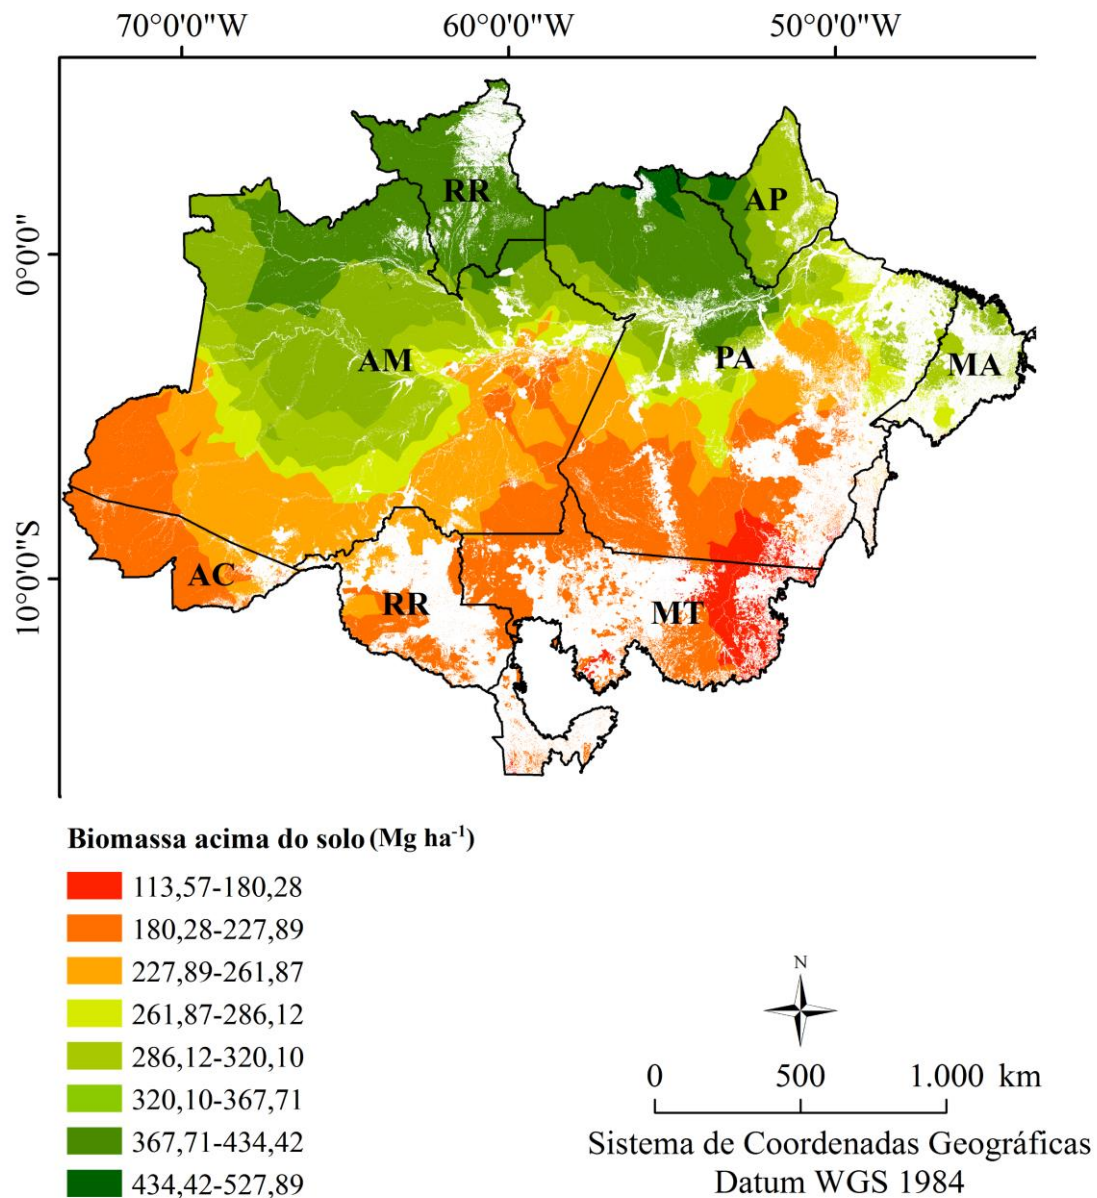 70°0'0"W 60°0'0"W 50°0'0"W
0°0'0"
10°0'0"S
RR
AP
AM
PA
MA
AC
RR
MT
Biomassa acima do solo (Mg ha⁻¹)
113,57-180,28
180,28-227,89
227,89-261,87
261,87-286,12
286,12-320,10
320,10-367,71
367,71-434,42
434,42-527,89
N
0 500 1.000 km
Sistema de Coordenadas Geográficas
Datum WGS 1984